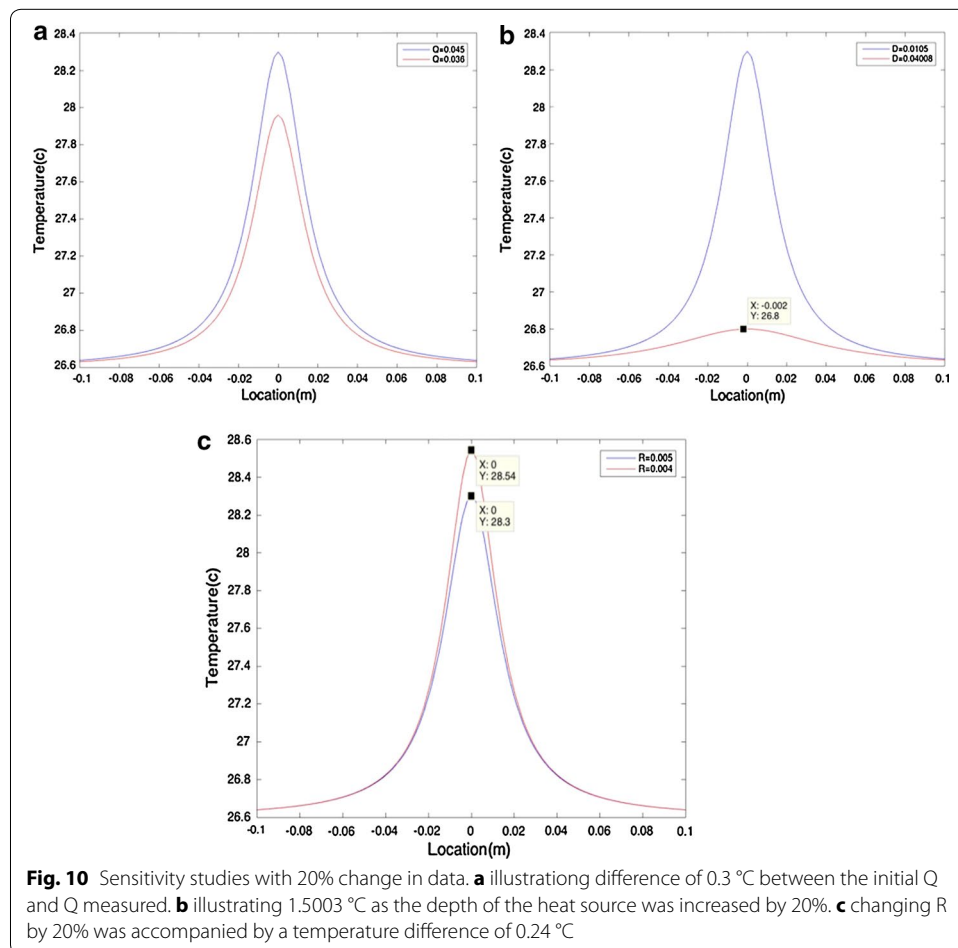 a
28.4
28.2
28
27.8
27.6
27.4
27.2
27
26.8
26.6
Temperature(c)
Q=0.045
Q=0.036
-0.1 -0.08 -0.06 -0.04 -0.02 0 0.02 0.04 0.06 0.08 0.1
Location(m)
b
28.4
28.2
28
27.8
27.6
27.4
27.2
27
26.8
26.6
Temperature(c)
D=0.0105
D=0.04008
X: -0.002
Y: 26.8
-0.1 -0.08 -0.06 -0.04 -0.02 0 0.02 0.04 0.06 0.08 0.1
Location(m)
c
28.6
28.4
28.2
28
27.8
27.6
27.4
27.2
27
26.8
26.6
Temperature(c)
R=0.005
R=0.004
X: 0
Y: 28.54
X: 0
Y: 28.3
-0.1 -0.08 -0.06 -0.04 -0.02 0 0.02 0.04 0.06 0.08 0.1
Location(m)
Fig. 10 Sensitivity studies with 20% change in data. a illustrationg difference of 0.3 °C between the initial Q
and Q measured. b illustrating 1.5003 °C as the depth of the heat source was increased by 20%. c changing R
by 20% was accompanied by a temperature difference of 0.24 °C